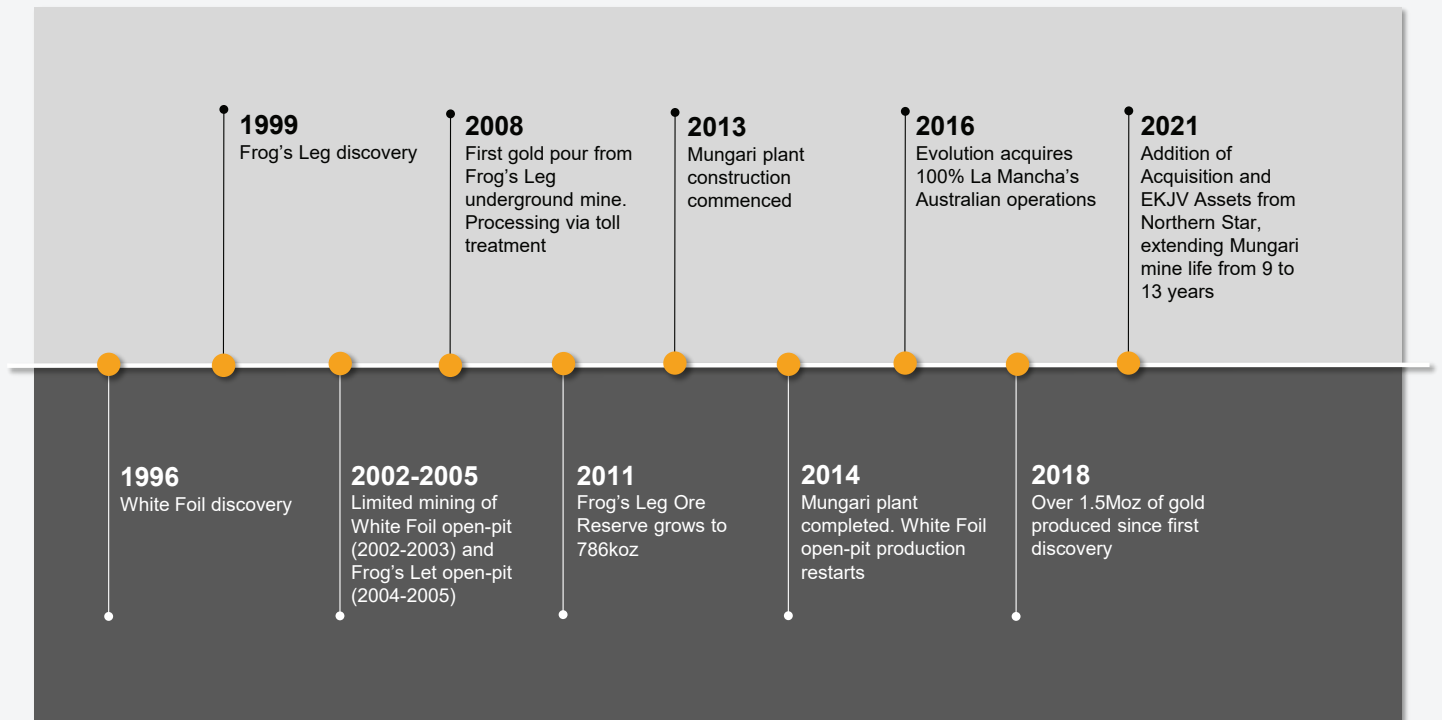 1999
Frog’s Leg discovery
2008
First gold pour from
Frog’s Leg
underground mine.
Processing via toll
treatment
2013
Mungari plant
construction
commenced
2016
Evolution acquires
100% La Mancha’s
Australian operations
2021
Addition of
Acquisition and
EKJV Assets from
Northern Star,
extending Mungari
mine life from 9 to
13 years
1996
White Foil discovery
2002-2005
Limited mining of
White Foil open-pit
(2002-2003) and
Frog’s Let open-pit
(2004-2005)
2011
Frog’s Leg Ore
Reserve grows to
786koz
2014
Mungari plant
completed. White Foil
open-pit production
restarts
2018
Over 1.5Moz of gold
produced since first
discovery